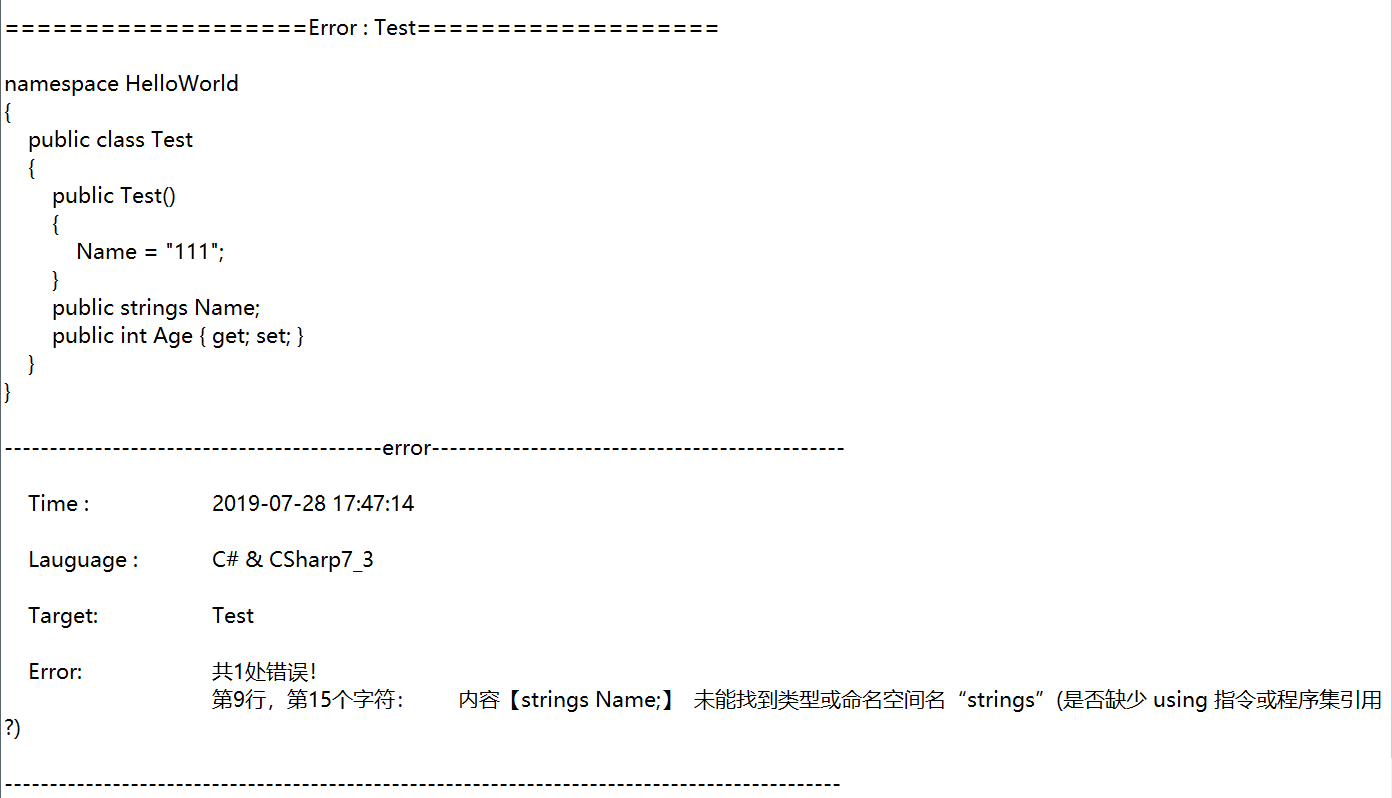 ===================Error : Test===================
namespace HelloWorld
{
    public class Test
    {
        public Test()
        {
            Name = "111";
        }
        public strings Name;
        public int Age { get; set; }
    }
}
------------------------------------------error----------------------------------------------
    Time :                    2019-07-28 17:47:14
    Lauguage :            C# & CSharp7_3
    Target:                   Test
    Error:                     共1处错误！
                                  第9行，第15个字符：        内容【strings Name;】  未能找到类型或命名空间名“strings”(是否缺少 using 指令或程序集引用
?)
---------------------------------------------------------------------------------------------